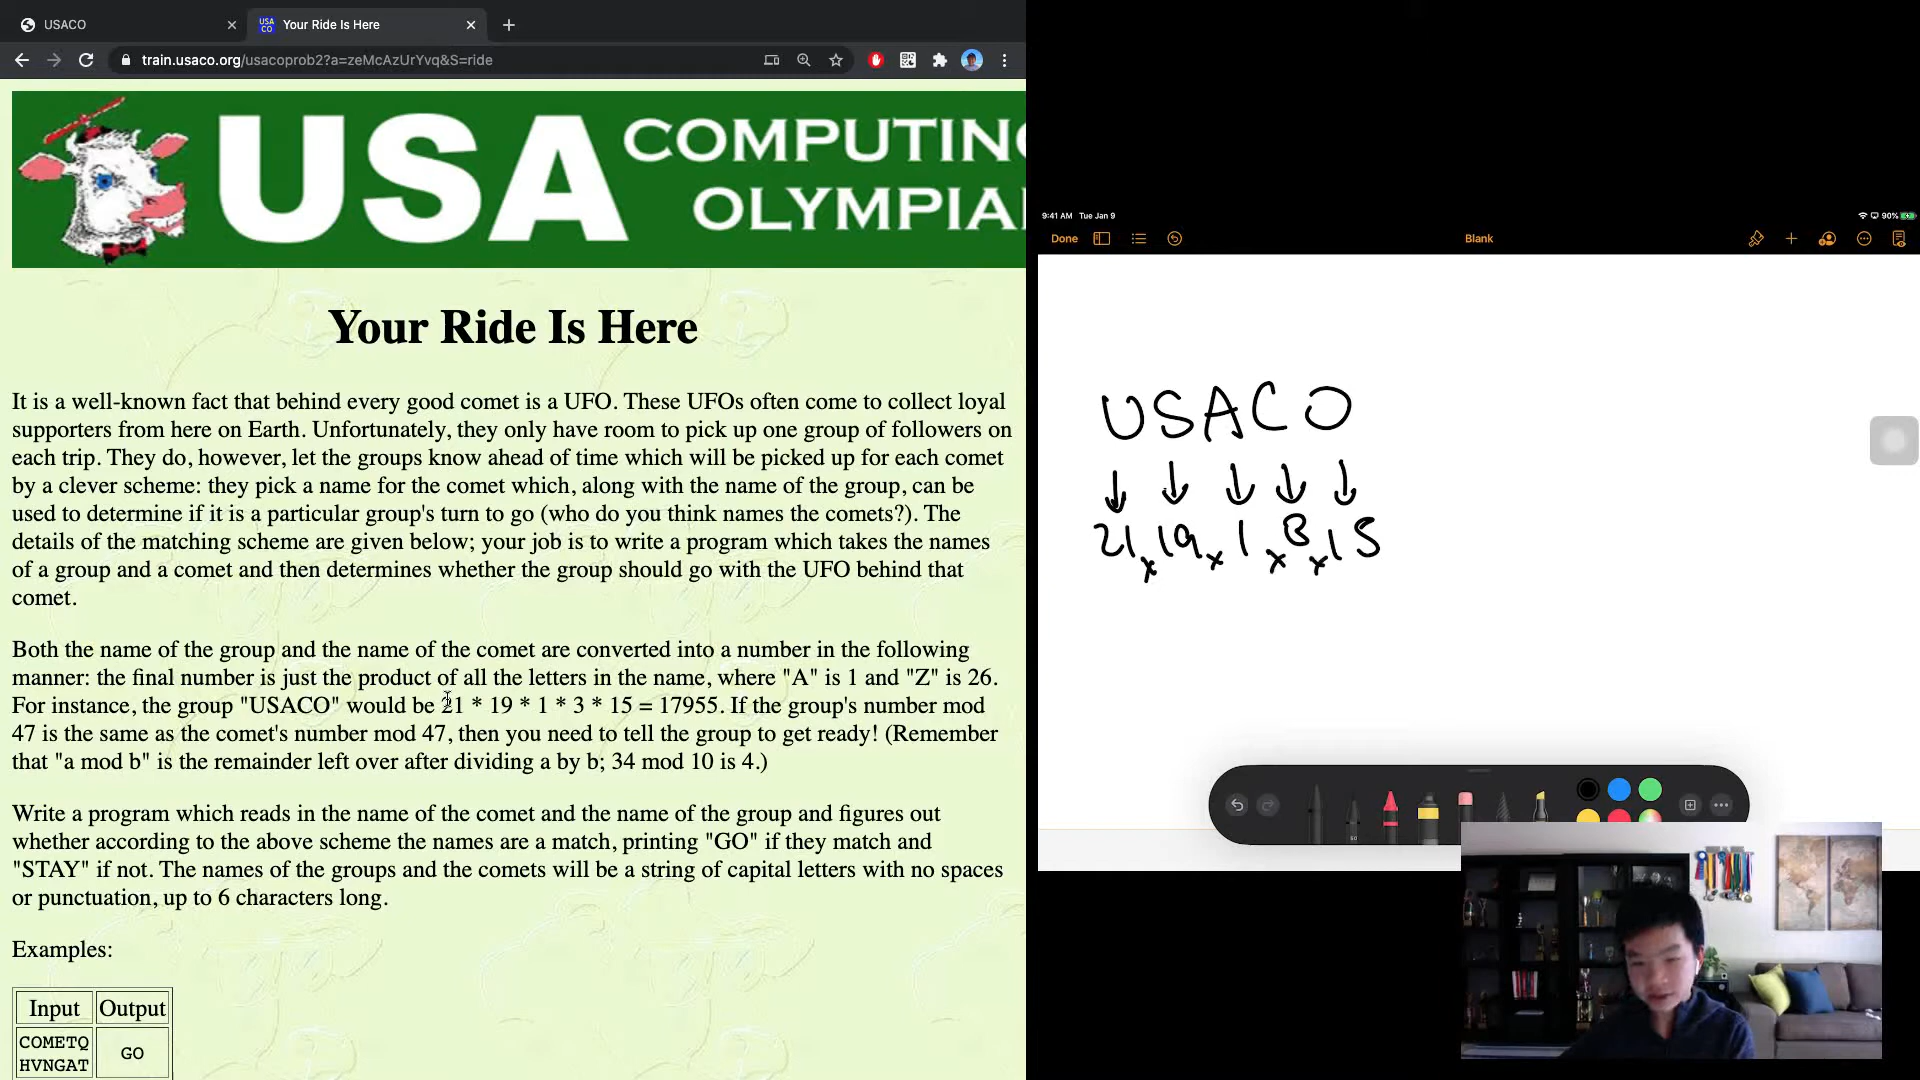 USACO
Your Ride Is Here
train.usaco.org/usacoprob2?a=zeMcAzUrYvq&S=ride
USA COMPUTING
OLYMPIA
Your Ride Is Here
It is a well-known fact that behind every good comet is a UFO. These UFOs often come to collect loyal
supporters from here on Earth. Unfortunately, they only have room to pick up one group of followers on
each trip. They do, however, let the groups know ahead of time which will be picked up for each comet
by a clever scheme: they pick a name for the comet which, along with the name of the group, can be
used to determine if it is a particular group's turn to go (who do you think names the comets?). The
details of the matching scheme are given below; your job is to write a program which takes the names
of a group and a comet and then determines whether the group should go with the UFO behind that
comet.
Both the name of the group and the name of the comet are converted into a number in the following
manner: the final number is just the product of all the letters in the name, where "A" is 1 and "Z" is 26.
For instance, the group "USACO" would be 21 * 19 * 1 * 3 * 15 = 17955. If the group's number mod
47 is the same as the comet's number mod 47, then you need to tell the group to get ready! (Remember
that "a mod b" is the remainder left over after dividing a by b; 34 mod 10 is 4.)
Write a program which reads in the name of the comet and the name of the group and figures out
whether according to the above scheme the names are a match, printing "GO" if they match and
"STAY" if not. The names of the groups and the comets will be a string of capital letters with no spaces
or punctuation, up to 6 characters long.
Examples:
Input Output
COMETQ
HVNGAT
GO
9:41 AM Tue Jan 9
90%
Done
Blank
USACO
21 x 19 x 1 x 3 x 15
USA
CO